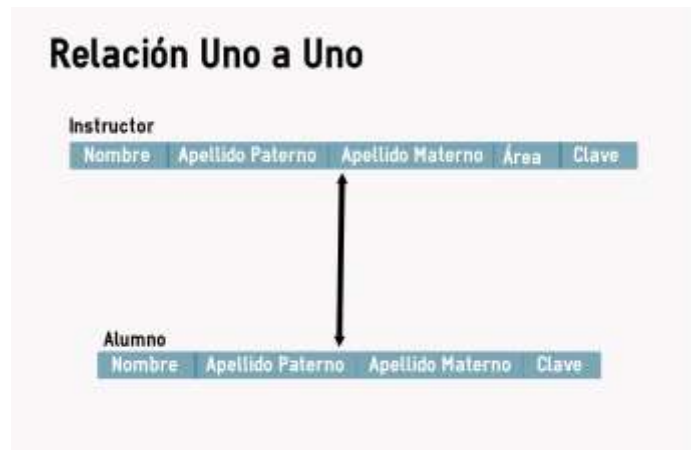 Relación Uno a Uno
Instructor
Nombre Apellido Paterno Apellido Materno Área Clave
Alumno
Nombre Apellido Paterno Apellido Materno Clave